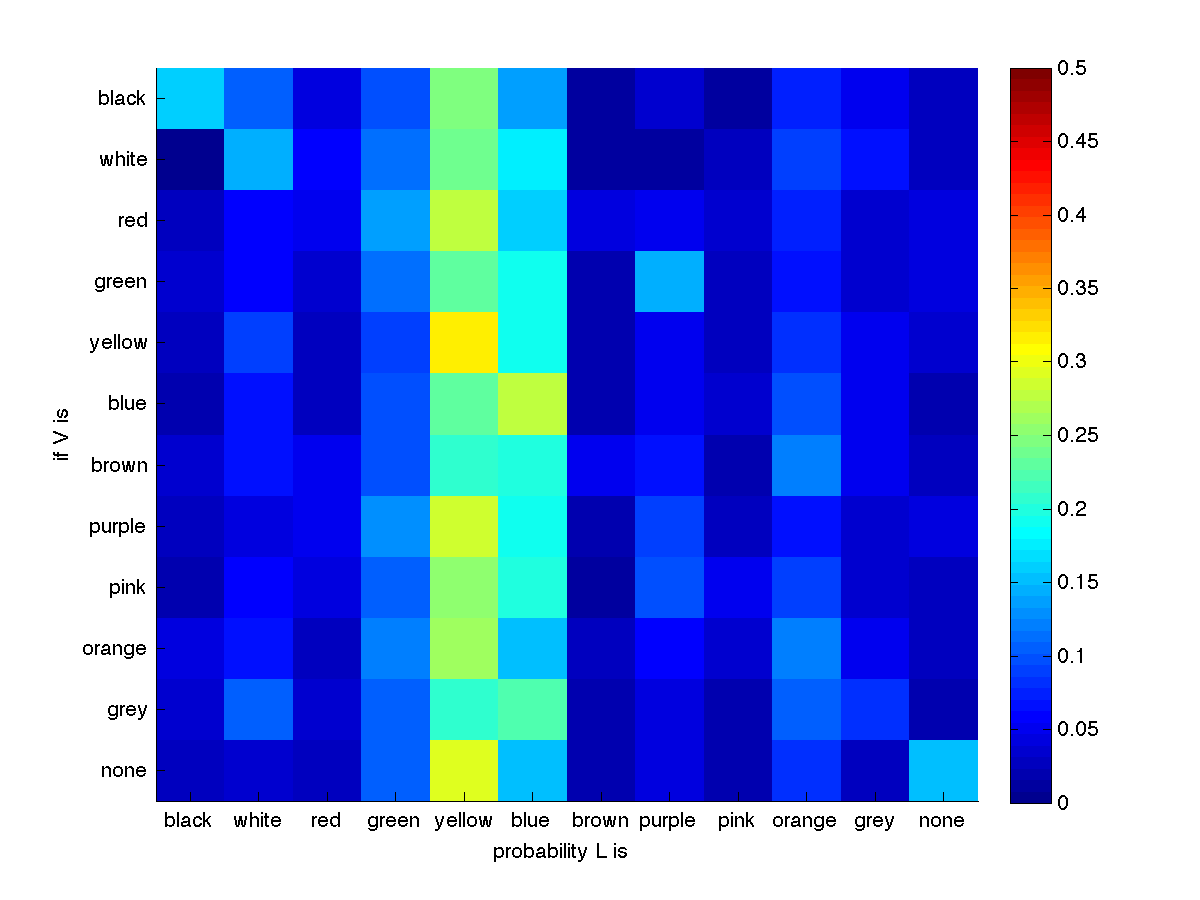 black
white
red
green
yellow
blue
brown
purple
pink
orange
grey
none
if V is
black white red green yellow blue brown purple pink orange grey none
probability L is
0.5
0.45
0.4
0.35
0.3
0.25
0.2
0.15
0.1
0.05
0